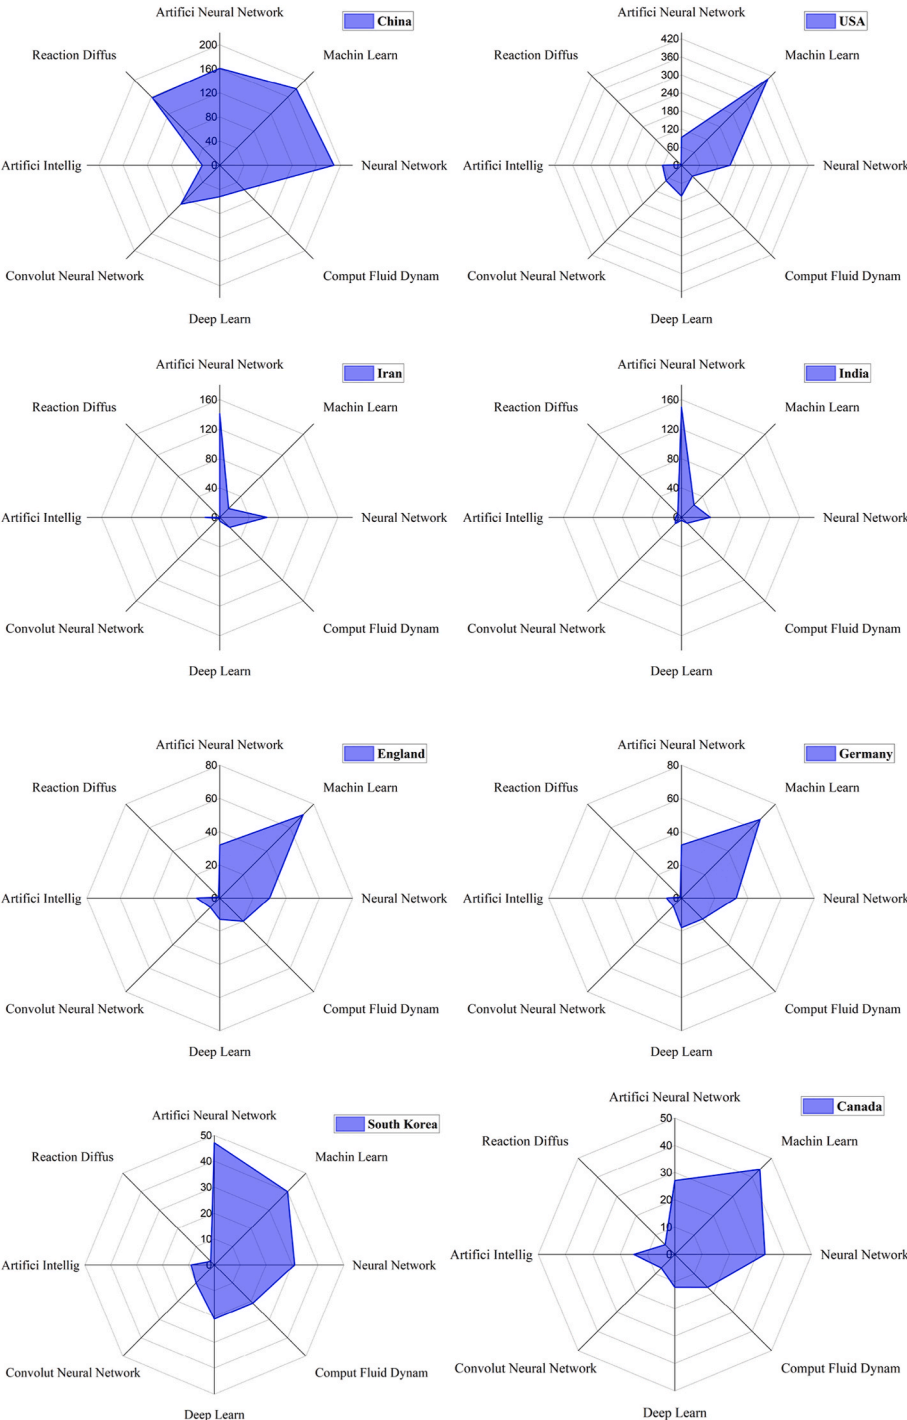 Artifici Neural Network
China
200
160
120
80
40
0
Reaction Diffus
Machin Learn
Artifici Intellig
Neural Network
Convolut Neural Network
Comput Fluid Dynam
Deep Learn
Artifici Neural Network
USA
420
360
300
240
180
120
60
0
Reaction Diffus
Machin Learn
Artifici Intellig
Neural Network
Convolut Neural Network
Comput Fluid Dynam
Deep Learn
Artifici Neural Network
Iran
160
120
80
40
0
Reaction Diffus
Machin Learn
Artifici Intellig
Neural Network
Convolut Neural Network
Comput Fluid Dynam
Deep Learn
Artifici Neural Network
India
160
120
80
40
0
Reaction Diffus
Machin Learn
Artifici Intellig
Neural Network
Convolut Neural Network
Comput Fluid Dynam
Deep Learn
Artifici Neural Network
England
80
60
40
20
0
Reaction Diffus
Machin Learn
Artifici Intellig
Neural Network
Convolut Neural Network
Comput Fluid Dynam
Deep Learn
Artifici Neural Network
Germany
80
60
40
20
0
Reaction Diffus
Machin Learn
Artifici Intellig
Neural Network
Convolut Neural Network
Comput Fluid Dynam
Deep Learn
Artifici Neural Network
South Korea
50
40
30
20
10
0
Reaction Diffus
Machin Learn
Artifici Intellig
Neural Network
Convolut Neural Network
Comput Fluid Dynam
Deep Learn
Artifici Neural Network
Canada
50
40
30
20
10
0
Reaction Diffus
Machin Learn
Artifici Intellig
Neural Network
Convolut Neural Network
Comput Fluid Dynam
Deep Learn